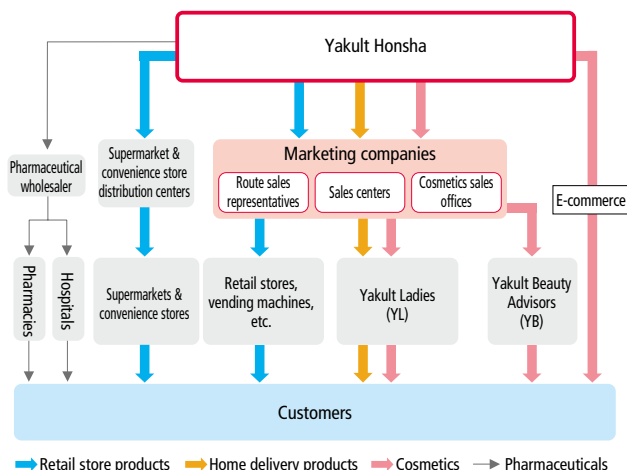 Yakult Honsha
Pharmaceutical
wholesaler
Supermarket &
convenience store
distribution centers
Marketing companies
Route sales
representatives
Sales centers
Cosmetics sales
offices
E-commerce
Pharmacies
Hospitals
Supermarkets &
convenience stores
Retail stores,
vending machines,
etc.
Yakult Ladies
(YL)
Yakult Beauty
Advisors
(YB)
Customers
Retail store products
Home delivery products
Cosmetics
Pharmaceuticals